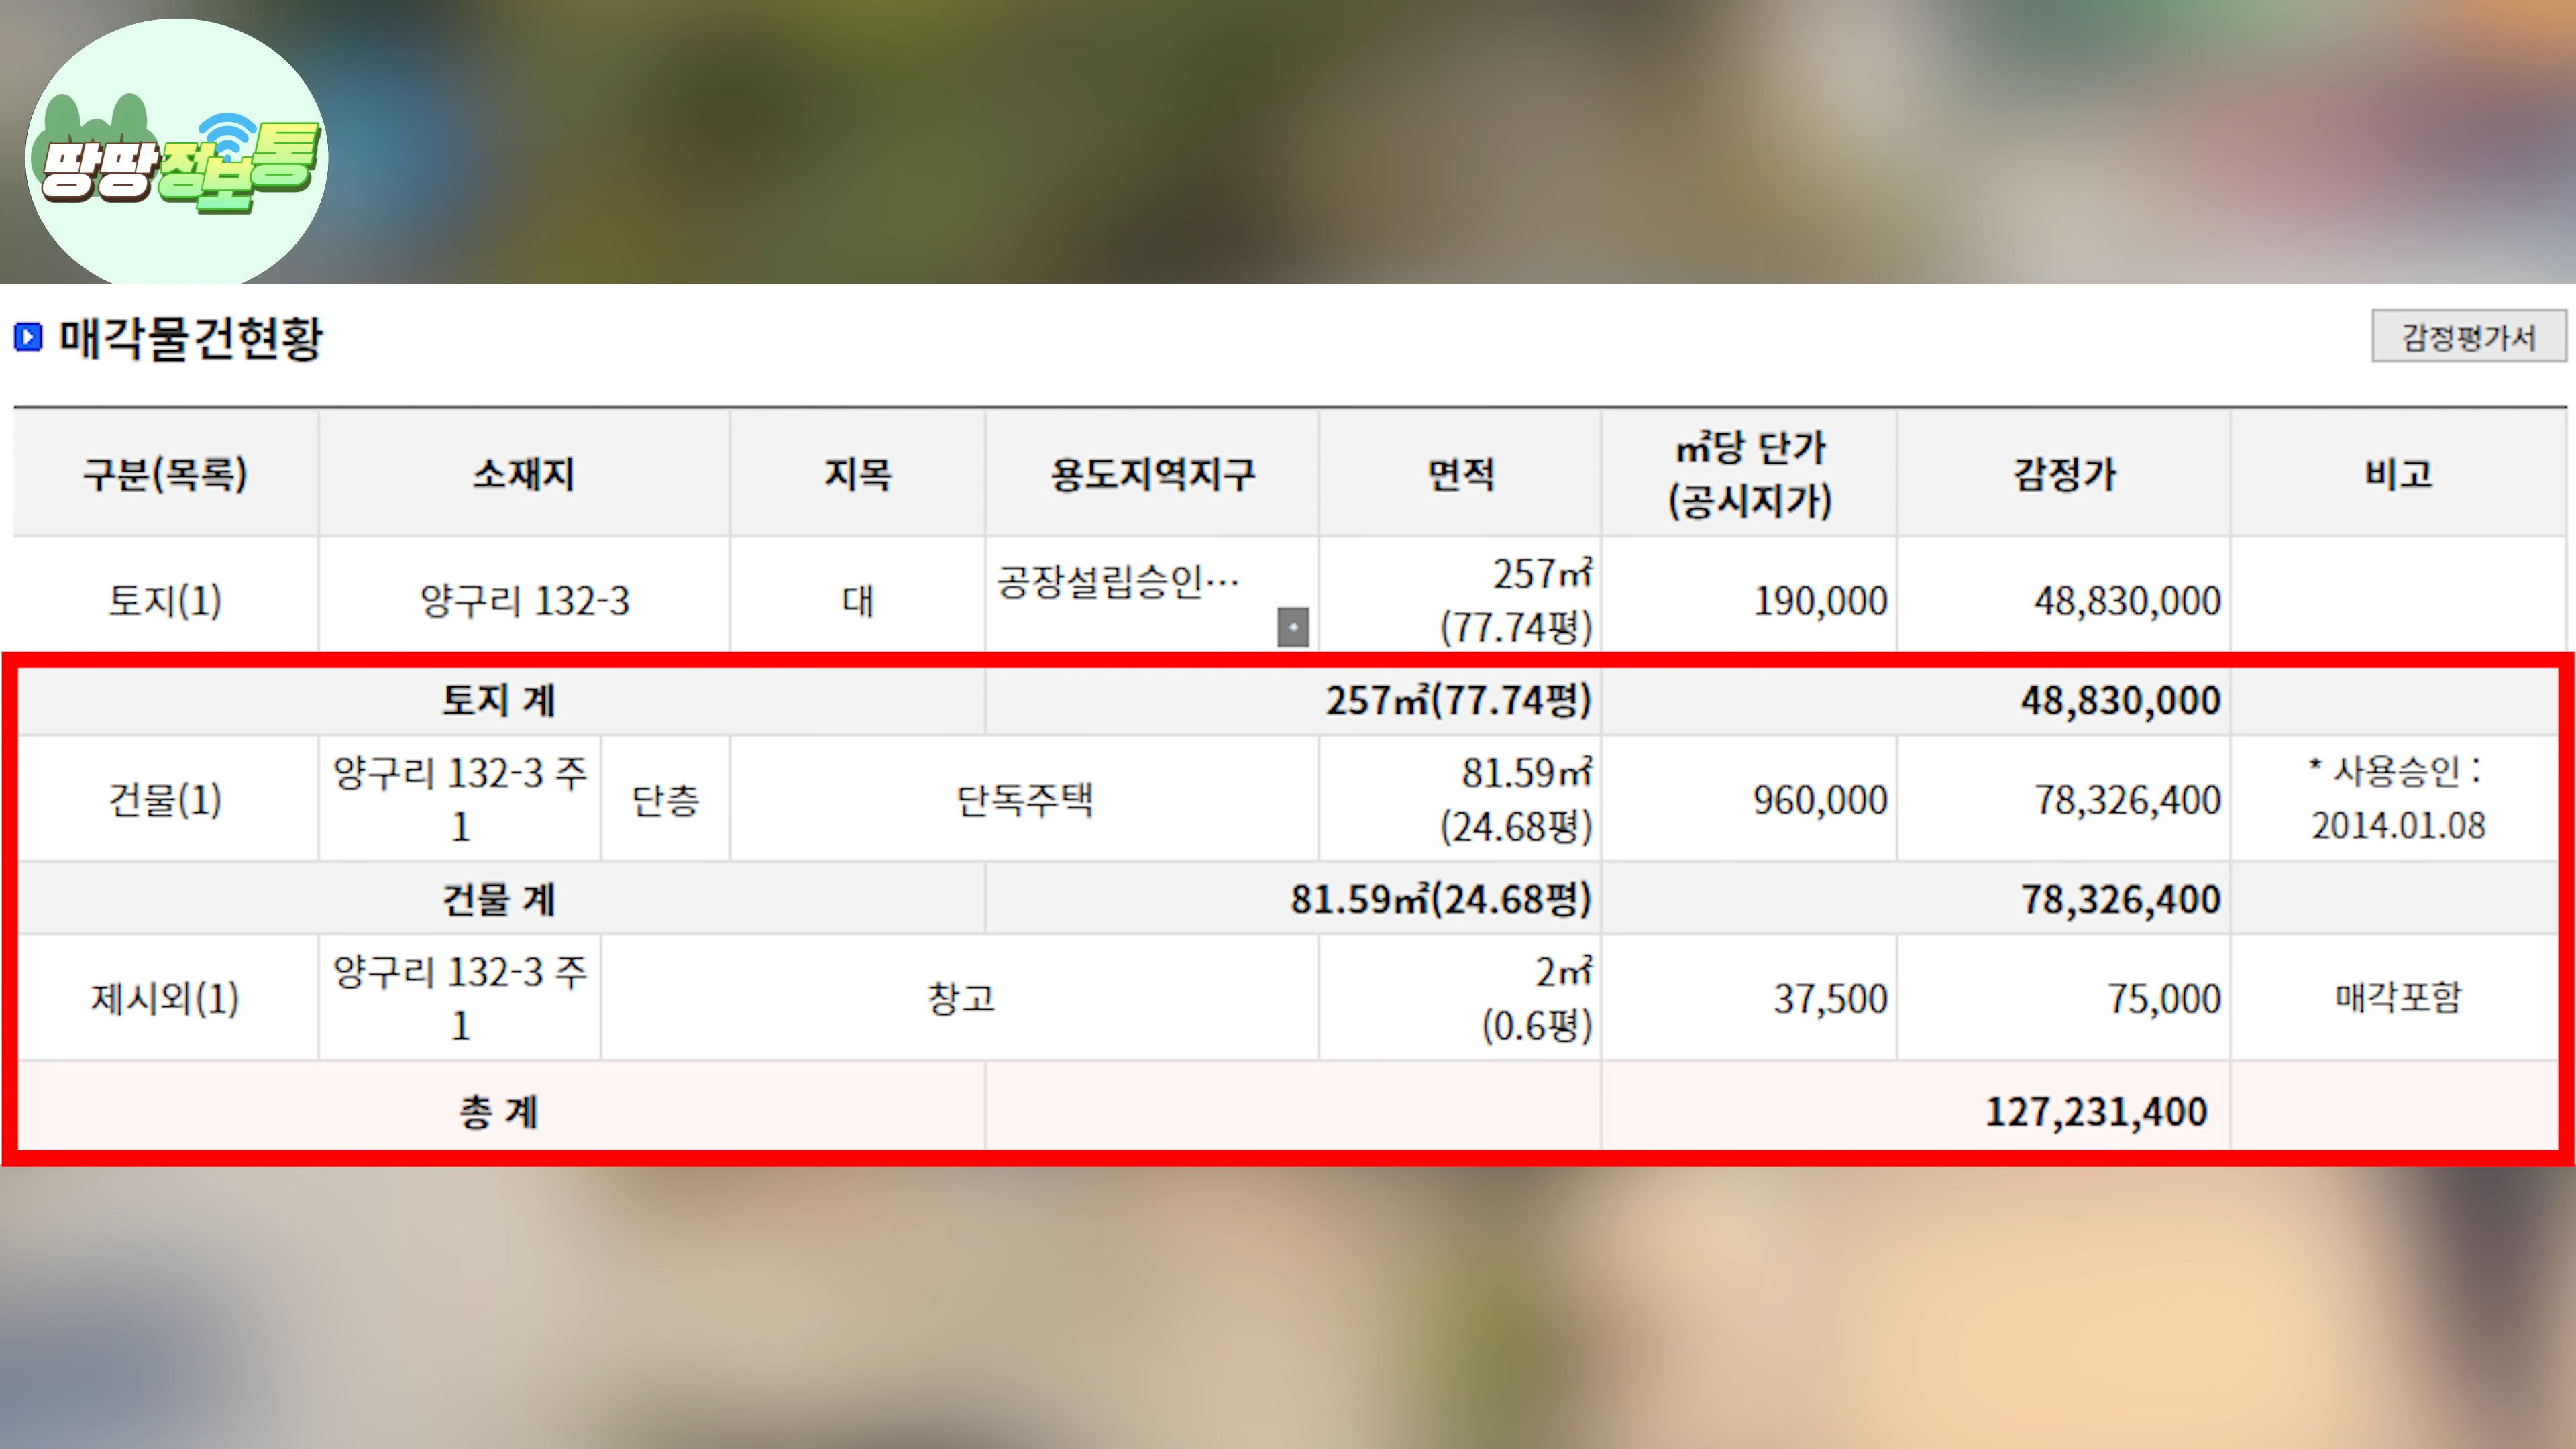 땅땅정보통
매각물건현황
감정평가서
구분(목록) 소재지 지목 용도지역지구 면적 ㎡당 단가 (공시지가) 감정가 비고
토지(1) 양구리 132-3 대 공장설립승인… 257㎡ (77.74평) 190,000 48,830,000
토지 계 257㎡(77.74평) 48,830,000
건물(1) 양구리 132-3 주1 단층 단독주택 81.59㎡ (24.68평) 960,000 78,326,400 * 사용승인 : 2014.01.08
건물 계 81.59㎡(24.68평) 78,326,400
제시외(1) 양구리 132-3 주1 창고 2㎡ (0.6평) 37,500 75,000 매각포함
총 계 127,231,400